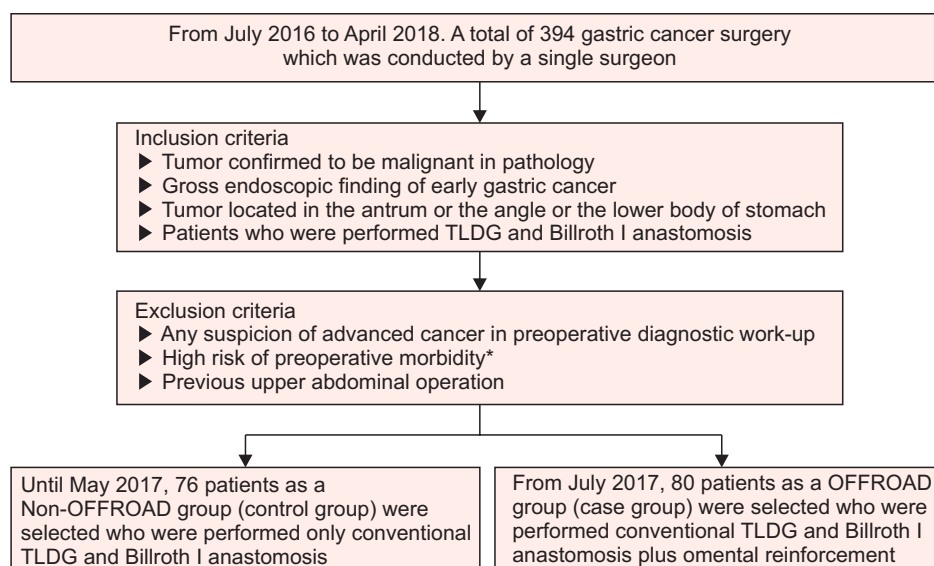 From July 2016 to April 2018. A total of 394 gastric cancer surgery
which was conducted by a single surgeon
Inclusion criteria
▶ Tumor confirmed to be malignant in pathology
▶ Gross endoscopic finding of early gastric cancer
▶ Tumor located in the antrum or the angle or the lower body of stomach
▶ Patients who were performed TLDG and Billroth I anastomosis
Exclusion criteria
▶ Any suspicion of advanced cancer in preoperative diagnostic work-up
▶ High risk of preoperative morbidity*
▶ Previous upper abdominal operation
Until May 2017, 76 patients as a
Non-OFFROAD group (control group) were
selected who were performed only conventional
TLDG and Billroth I anastomosis
From July 2017, 80 patients as a OFFROAD
group (case group) were selected who were
performed conventional TLDG and Billroth I
anastomosis plus omental reinforcement